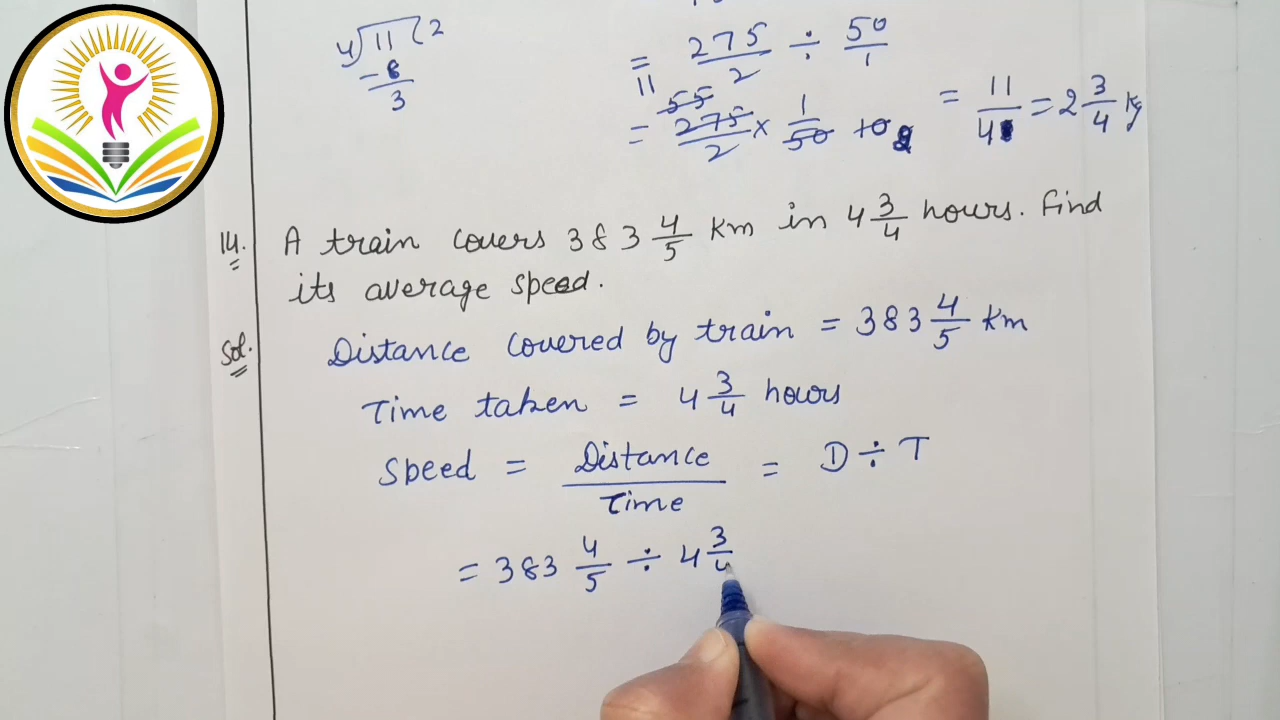 4 ) 11 ( 2
- 8
3
= 275/2 ÷ 50/1
11
55
= 275/2 × 1/50 10
= 11/4 = 2 3/4 kg
14. A train covers 383 4/5 Km in 4 3/4 hours. Find
its average speed.
Sol. Distance covered by train = 383 4/5 Km
Time taken = 4 3/4 hours
Speed = Distance/Time = D ÷ T
= 383 4/5 ÷ 4 3/4